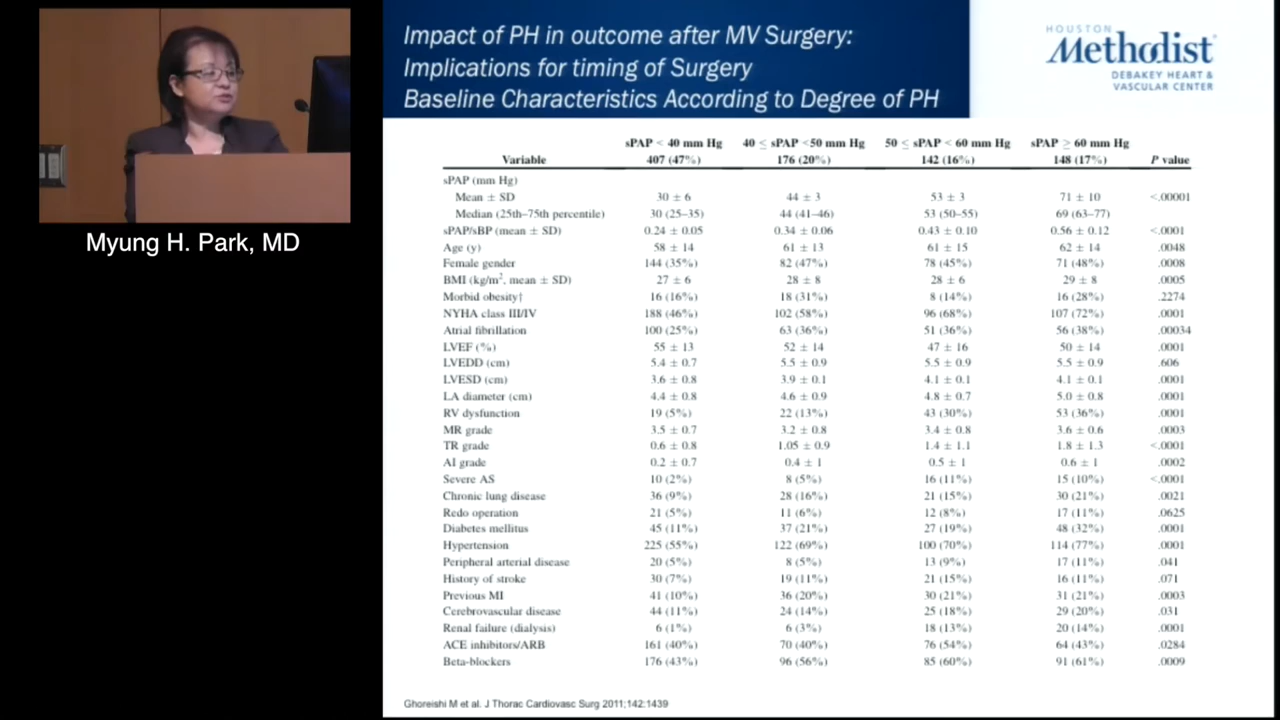 Myung H. Park, MD
Impact of PH in outcome after MV Surgery:
Implications for timing of Surgery
Baseline Characteristics According to Degree of PH
HOUSTON
Methodist
DEBAKEY HEART &
VASCULAR CENTER
Variable sPAP < 40 mm Hg 407 (47%) 40 ≤ sPAP <50 mm Hg 176 (20%) 50 ≤ sPAP < 60 mm Hg 142 (16%) sPAP ≥ 60 mm Hg 148 (17%) P value
sPAP (mm Hg)
Mean ± SD 30 ± 6 44 ± 3 53 ± 3 71 ± 10 <.00001
Median (25th–75th percentile) 30 (25–35) 44 (41–46) 53 (50–55) 69 (63–77)
sPAP/sBP (mean ± SD) 0.24 ± 0.05 0.34 ± 0.06 0.43 ± 0.10 0.56 ± 0.12 <.0001
Age (y) 58 ± 14 61 ± 13 61 ± 15 62 ± 14 .0048
Female gender 144 (35%) 82 (47%) 78 (45%) 71 (48%) .0008
BMI (kg/m², mean ± SD) 27 ± 6 28 ± 8 28 ± 6 29 ± 8 .0005
Morbid obesity† 16 (16%) 18 (31%) 8 (14%) 16 (28%) .2274
NYHA class III/IV 188 (46%) 102 (58%) 96 (68%) 107 (72%) .0001
Atrial fibrillation 100 (25%) 63 (36%) 51 (36%) 56 (38%) .00034
LVEF (%) 55 ± 13 52 ± 14 47 ± 16 50 ± 14 .0001
LVEDD (cm) 5.4 ± 0.7 5.5 ± 0.9 5.5 ± 0.9 5.5 ± 0.9 .606
LVESD (cm) 3.6 ± 0.8 3.9 ± 0.1 4.1 ± 0.1 4.1 ± 0.1 .0001
LA diameter (cm) 4.4 ± 0.8 4.6 ± 0.9 4.8 ± 0.7 5.0 ± 0.8 .0001
RV dysfunction 19 (5%) 22 (13%) 43 (30%) 53 (36%) .0001
MR grade 3.5 ± 0.7 3.2 ± 0.8 3.4 ± 0.8 3.6 ± 0.6 .0003
TR grade 0.6 ± 0.8 1.05 ± 0.9 1.4 ± 1.1 1.8 ± 1.3 <.0001
AI grade 0.2 ± 0.7 0.4 ± 1 0.5 ± 1 0.6 ± 1 .0002
Severe AS 10 (2%) 8 (5%) 16 (11%) 15 (10%) <.0001
Chronic lung disease 36 (9%) 28 (16%) 21 (15%) 30 (21%) .0021
Redo operation 21 (5%) 11 (6%) 12 (8%) 17 (11%) .0625
Diabetes mellitus 45 (11%) 37 (21%) 27 (19%) 48 (32%) .0001
Hypertension 225 (55%) 122 (69%) 100 (70%) 114 (77%) .0001
Peripheral arterial disease 20 (5%) 8 (5%) 13 (9%) 17 (11%) .041
History of stroke 30 (7%) 19 (11%) 21 (15%) 16 (11%) .071
Previous MI 41 (10%) 36 (20%) 30 (21%) 31 (21%) .0003
Cerebrovascular disease 44 (11%) 24 (14%) 25 (18%) 29 (20%) .031
Renal failure (dialysis) 6 (1%) 6 (3%) 18 (13%) 20 (14%) .0001
ACE inhibitors/ARB 161 (40%) 70 (40%) 76 (54%) 64 (43%) .0284
Beta-blockers 176 (43%) 96 (56%) 85 (60%) 91 (61%) .0009
Ghoreishi M et al. J Thorac Cardiovasc Surg 2011;142:1439